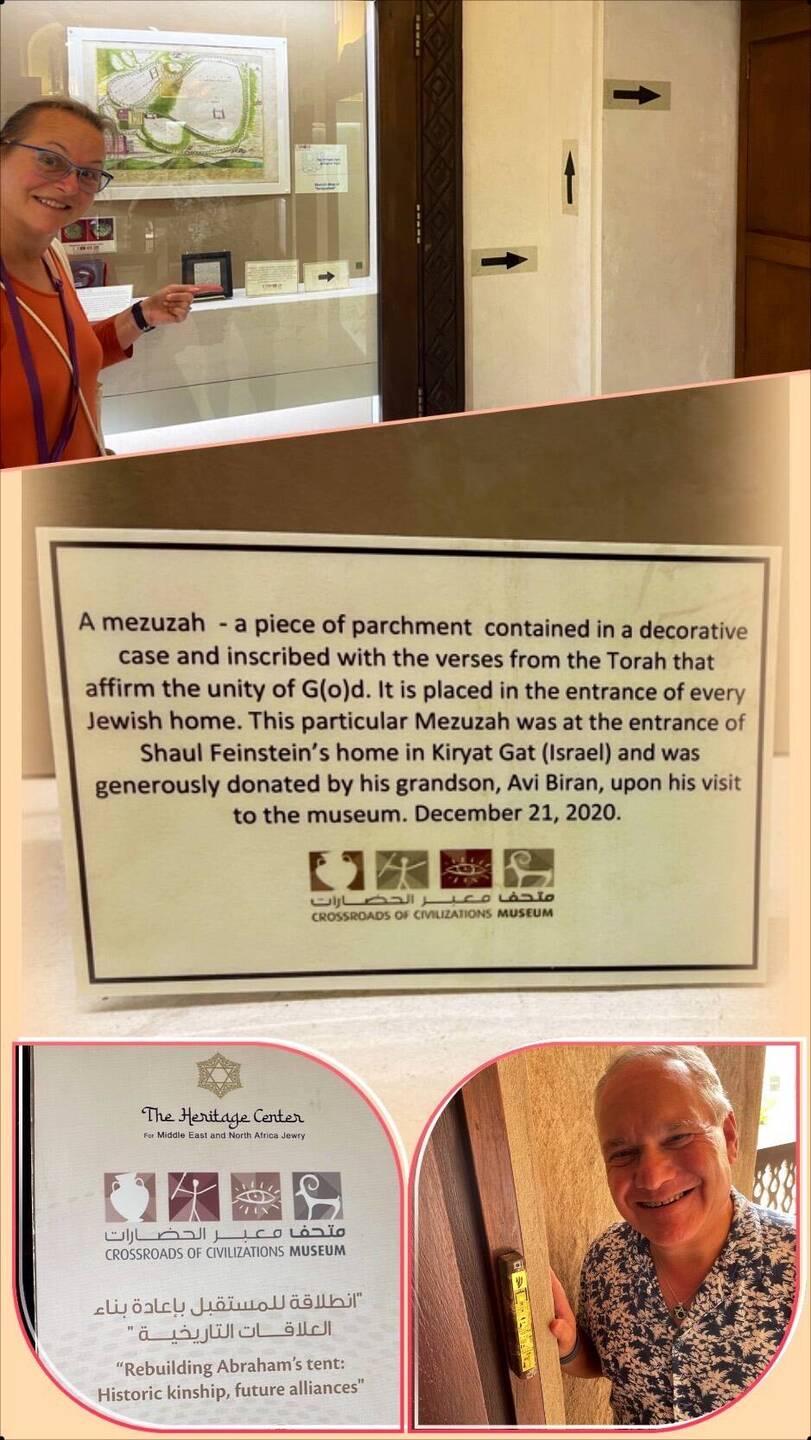 A mezuzah - a piece of parchment contained in a decorative
case and inscribed with the verses from the Torah that
affirm the unity of G(o)d. It is placed in the entrance of every
Jewish home. This particular Mezuzah was at the entrance of
Shaul Feinstein's home in Kiryat Gat (Israel) and was
generously donated by his grandson, Avi Biran, upon his visit
to the museum. December 21, 2020.
متحف معبر الحضارات
CROSSROADS OF CIVILIZATIONS MUSEUM
The Heritage Center
For Middle East and North Africa Jewry
متحف معبر الحضارات
CROSSROADS OF CIVILIZATIONS MUSEUM
"انطلاقة للمستقبل بإعادة بناء
العلاقات التاريخية"
"Rebuilding Abraham's tent:
Historic kinship, future alliances"
ש